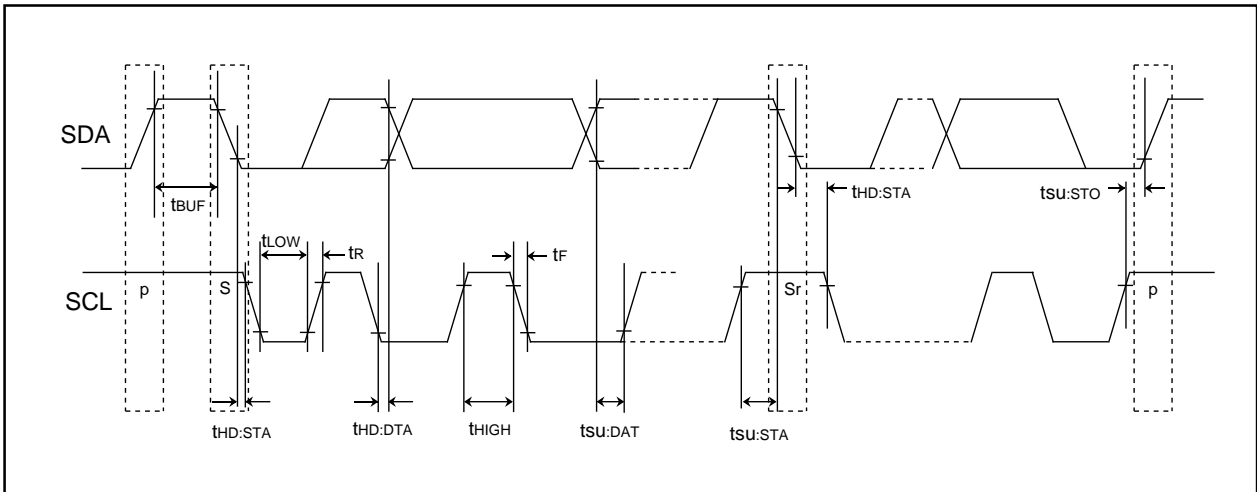 SDA
tHD:STA
tsu:STO
tBUF
tLOW
tR
tF
SCL
p
S
Sr
p
tHD:STA
tHD:DTA
tHIGH
tsu:DAT
tsu:STA